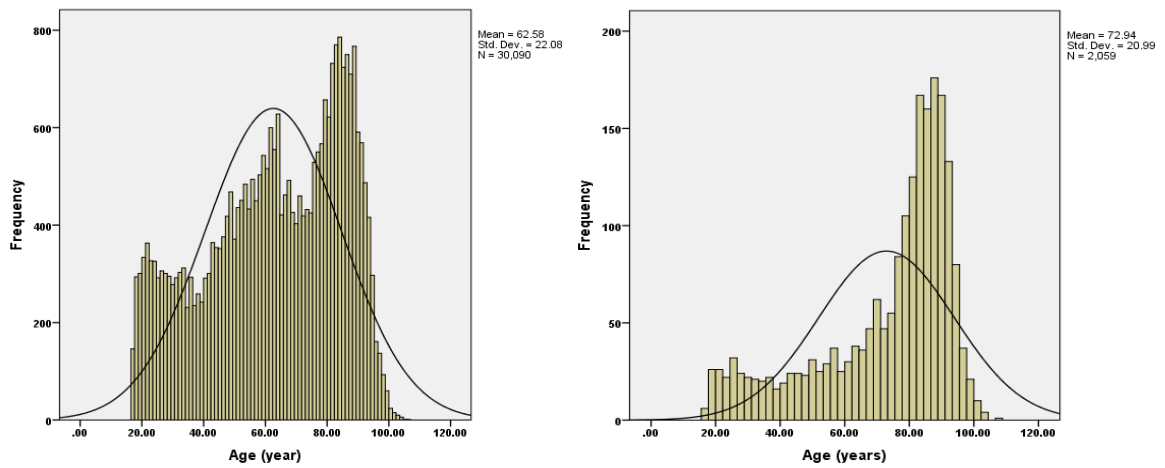 800
600
400
200
0
Frequency
.00 20.00 40.00 60.00 80.00 100.00 120.00
Age (year)
Mean = 62.58
Std. Dev. = 22.08
N = 30,090
200
150
100
50
0
Frequency
.00 20.00 40.00 60.00 80.00 100.00 120.00
Age (years)
Mean = 72.94
Std. Dev. = 20.99
N = 2,059